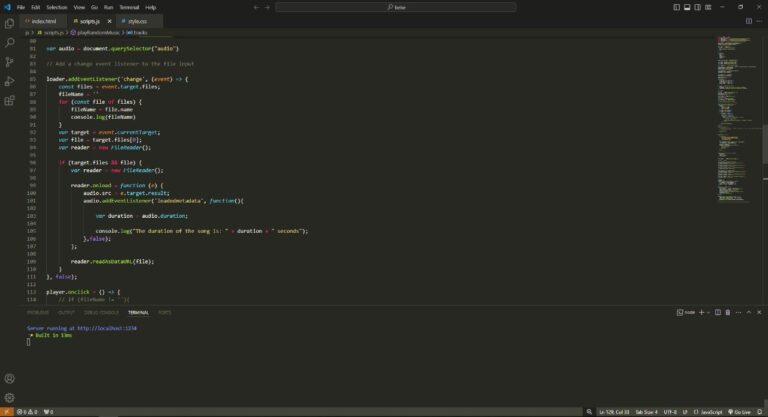 File Edit Selection View Go Run Terminal Help
index.html
scripts.js
style.css
js > scripts.js > playRandomMusic > tracks
80
81 var audio = document.querySelector("audio")
82
83 // Add a change event listener to the file input
84
85 loader.addEventListener('change', (event) => {
86 const files = event.target.files;
87 fileName = ''
88 for (const file of files) {
89 fileName = file.name
90 console.log(fileName)
91 }
92 var target = event.currentTarget;
93 var file = target.files[0];
94 var reader = new FileReader();
95
96 if (target.files && file) {
97 var reader = new FileReader();
98
99 reader.onload = function (e) {
100 audio.src = e.target.result;
101 audio.addEventListener('loadedmetadata', function(){
102
103 var duration = audio.duration;
104
105 console.log("The duration of the song is: " + duration + " seconds");
106 },false);
107 };
108
109 reader.readAsDataURL(file);
110 }
111 }, false);
112
113 player.onclick = () => {
114 // if (fileName != ''){
PROBLEMS OUTPUT DEBUG CONSOLE TERMINAL PORTS
node
Server running at http://localhost:1234
Built in 13ms
0 0 0
Ln 129, Col 33 Tab Size: 4 UTF-8 LF {} JavaScript Go Live